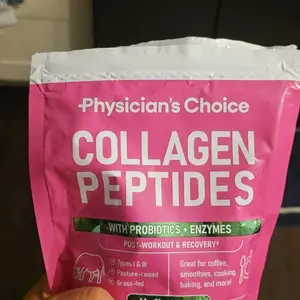 Physician's Choice
COLLAGEN
PEPTIDES
WITH PROBIOTICS + ENZYMES
POST-WORKOUT & RECOVERY†
Types I & III
Pasture-raised
Grass-fed
Great for coffee,
smoothies, cooking,
baking, and more!